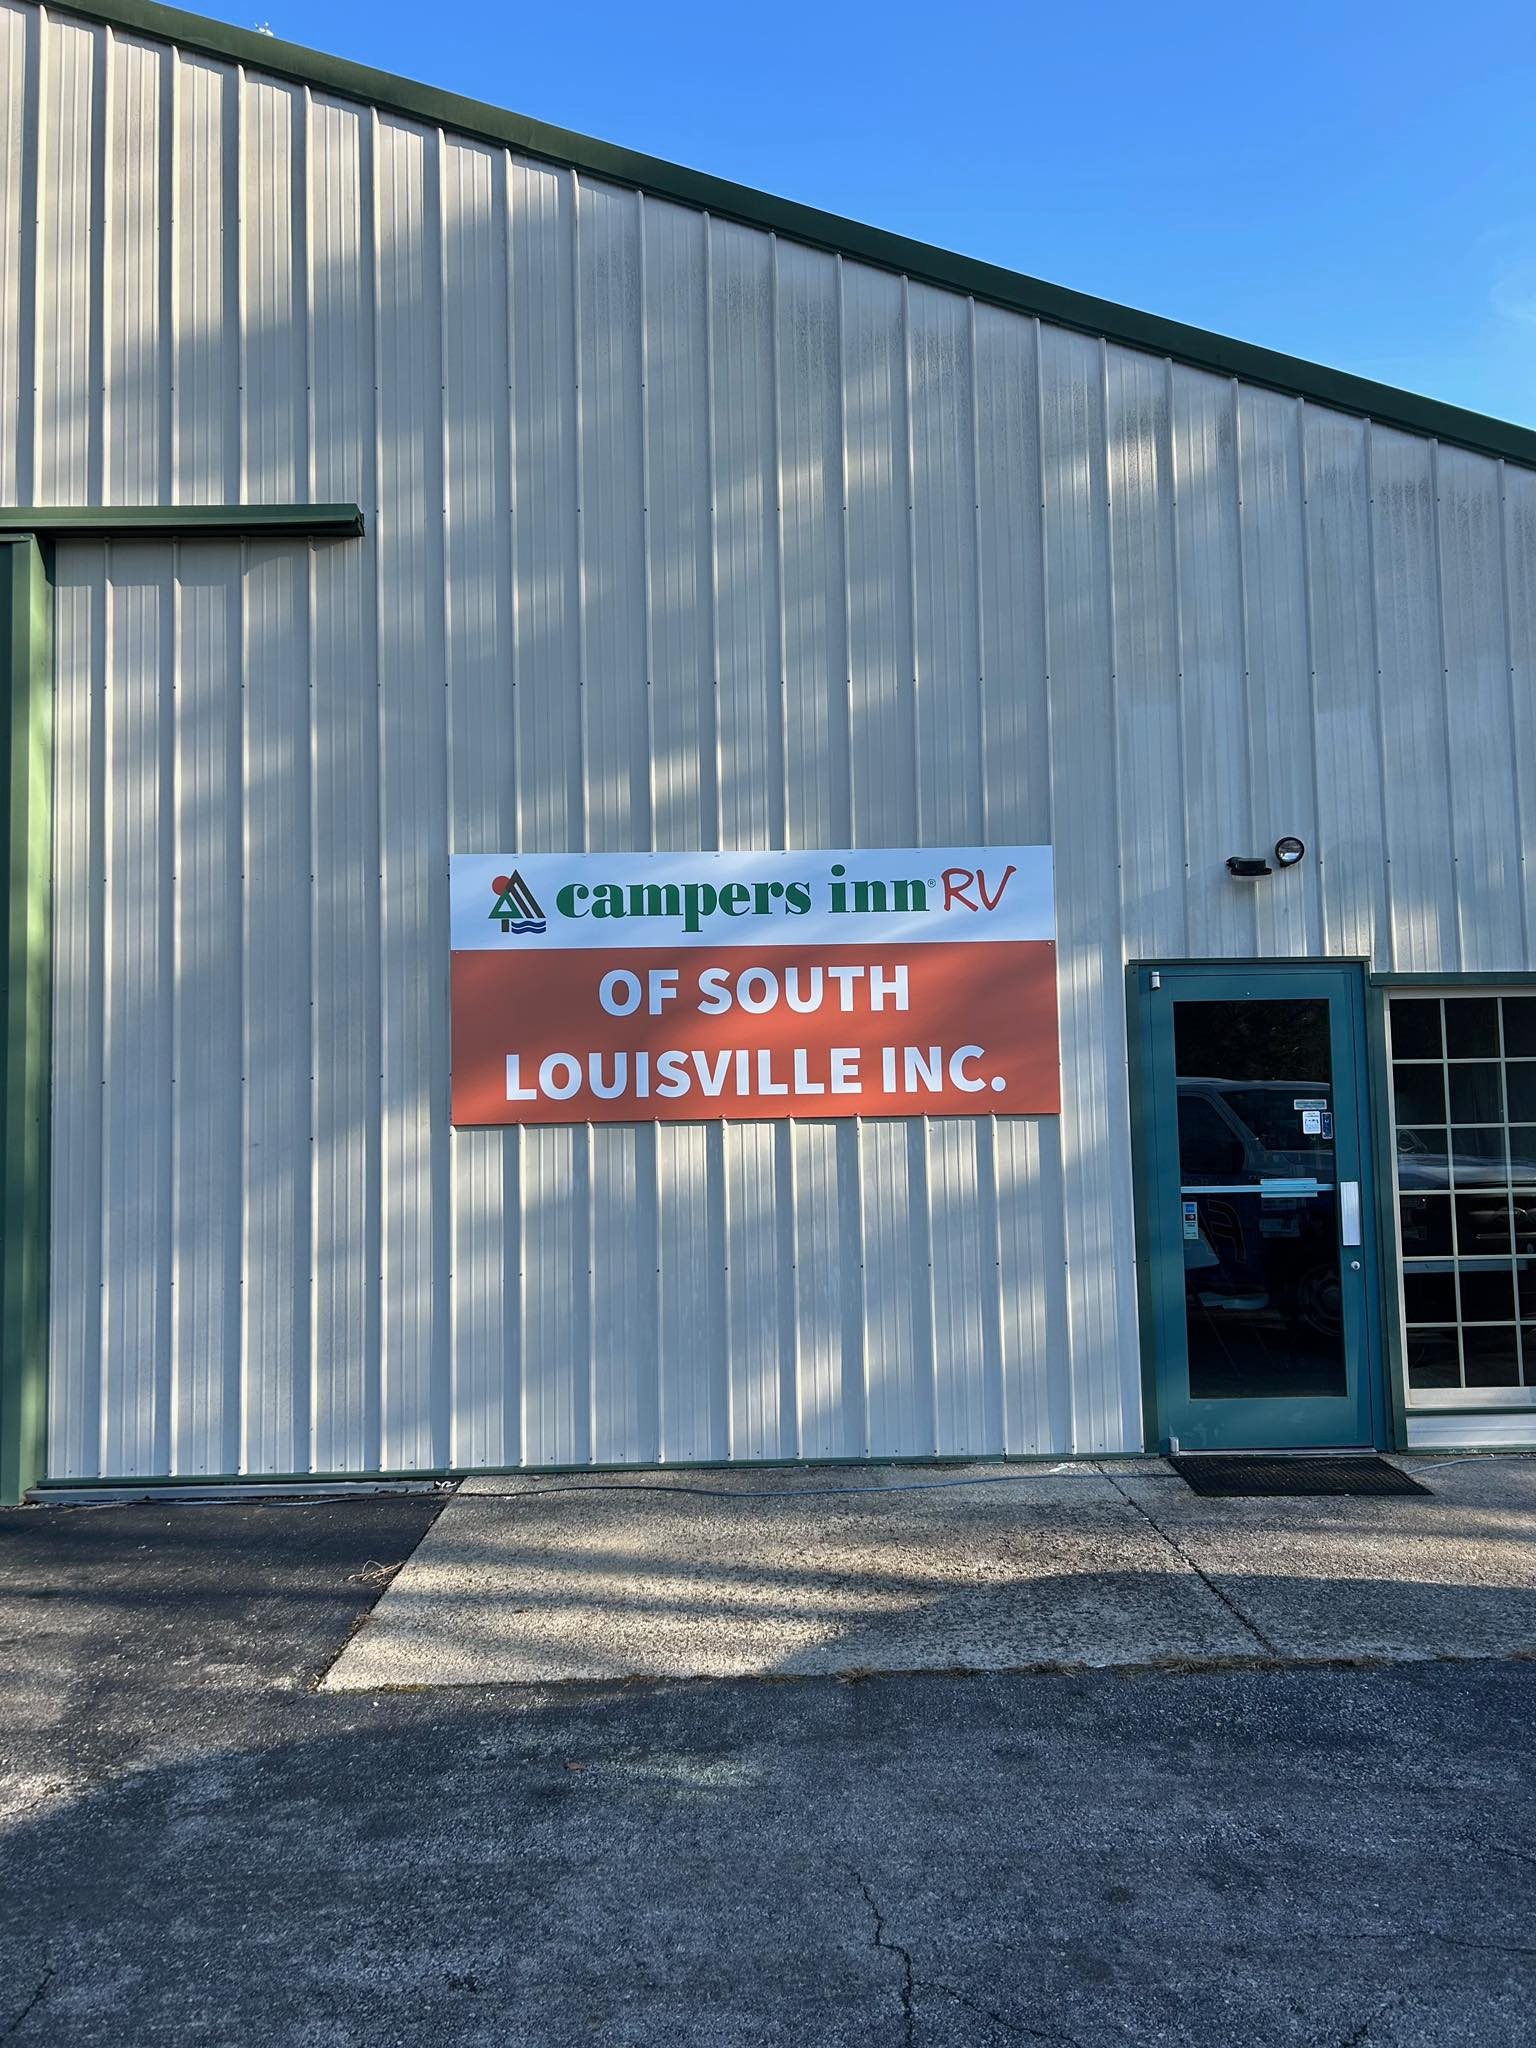 campers inn® RV
OF SOUTH
LOUISVILLE INC.